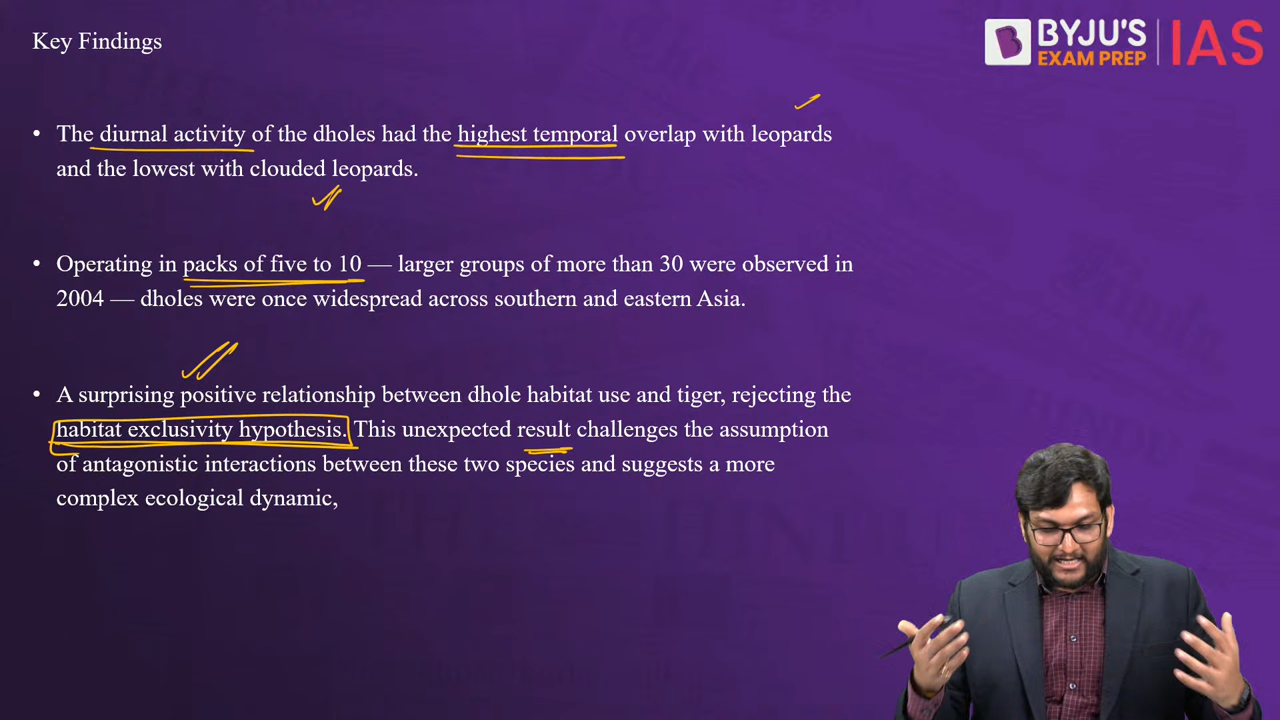 Key Findings
BYJU'S
EXAM PREP
IAS
• The diurnal activity of the dholes had the highest temporal overlap with leopards
and the lowest with clouded leopards.
• Operating in packs of five to 10 — larger groups of more than 30 were observed in
2004 — dholes were once widespread across southern and eastern Asia.
• A surprising positive relationship between dhole habitat use and tiger, rejecting the
habitat exclusivity hypothesis. This unexpected result challenges the assumption
of antagonistic interactions between these two species and suggests a more
complex ecological dynamic,